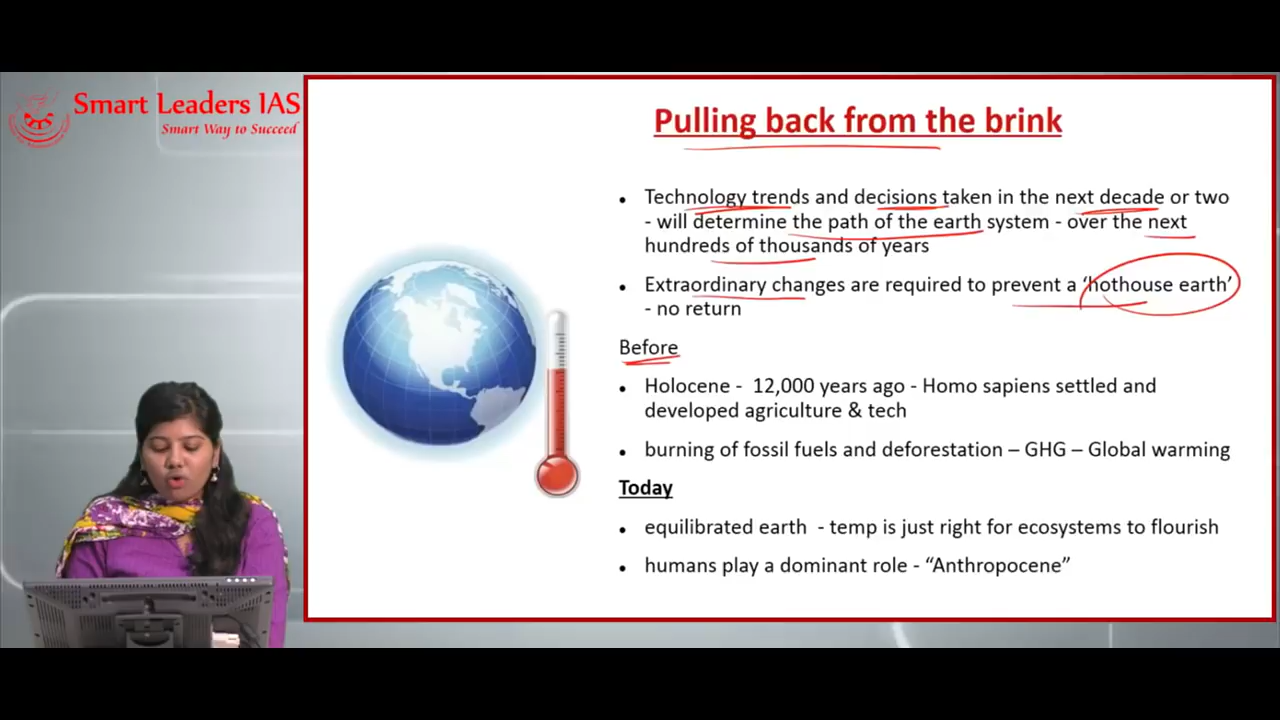 Smart Leaders IAS
Smart Way to Succeed
Pulling back from the brink
• Technology trends and decisions taken in the next decade or two
- will determine the path of the earth system - over the next
hundreds of thousands of years
• Extraordinary changes are required to prevent a ‘hothouse earth’
- no return
Before
• Holocene - 12,000 years ago - Homo sapiens settled and
developed agriculture & tech
• burning of fossil fuels and deforestation – GHG – Global warming
Today
• equilibrated earth - temp is just right for ecosystems to flourish
• humans play a dominant role - “Anthropocene”